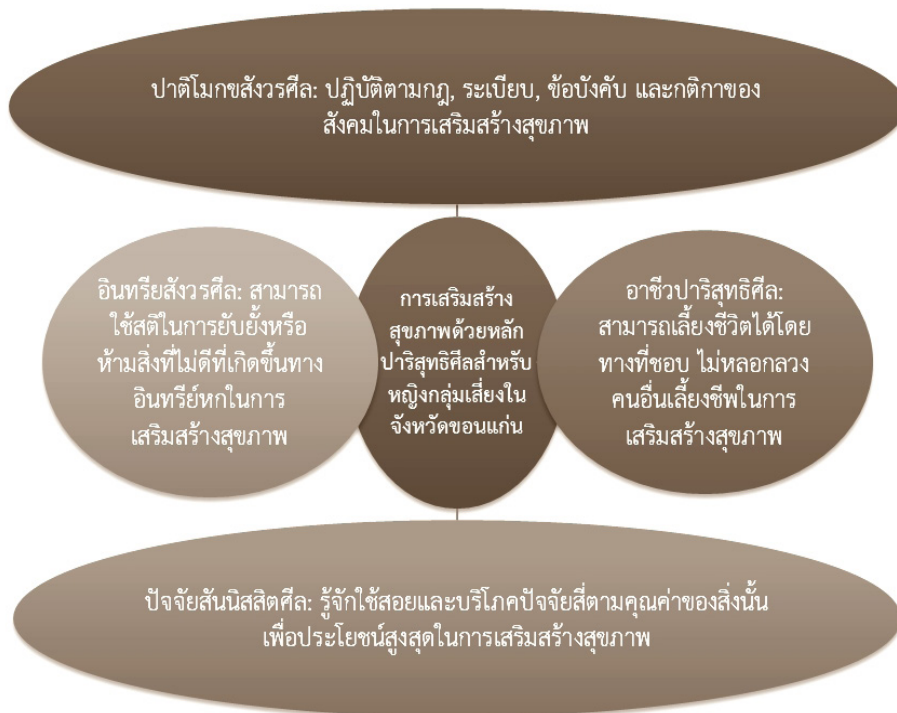 ปาติโมกขสังวรศีล: ปฏิบัติตามกฎ, ระเบียบ, ข้อบังคับ และกติกาของ
สังคมในการเสริมสร้างสุขภาพ
อินทรียสังวรศีล: สามารถ
ใช้สติในการยับยั้งหรือ
ห้ามสิ่งที่ไม่ดีที่เกิดขึ้นทาง
อินทรีย์หกในการ
เสริมสร้างสุขภาพ
การเสริมสร้าง
สุขภาพด้วยหลัก
ปาริสุทธิศีลสำหรับ
หญิงกลุ่มเสี่ยงใน
จังหวัดขอนแก่น
อาชีวปาริสุทธิศีล:
สามารถเลี้ยงชีวิตได้โดย
ทางที่ชอบ ไม่หลอกลวง
คนอื่นเลี้ยงชีพในการ
เสริมสร้างสุขภาพ
ปัจจัยสันนิสสิตศีล: รู้จักใช้สอยและบริโภคปัจจัยสี่ตามคุณค่าของสิ่งนั้น
เพื่อประโยชน์สูงสุดในการเสริมสร้างสุขภาพ